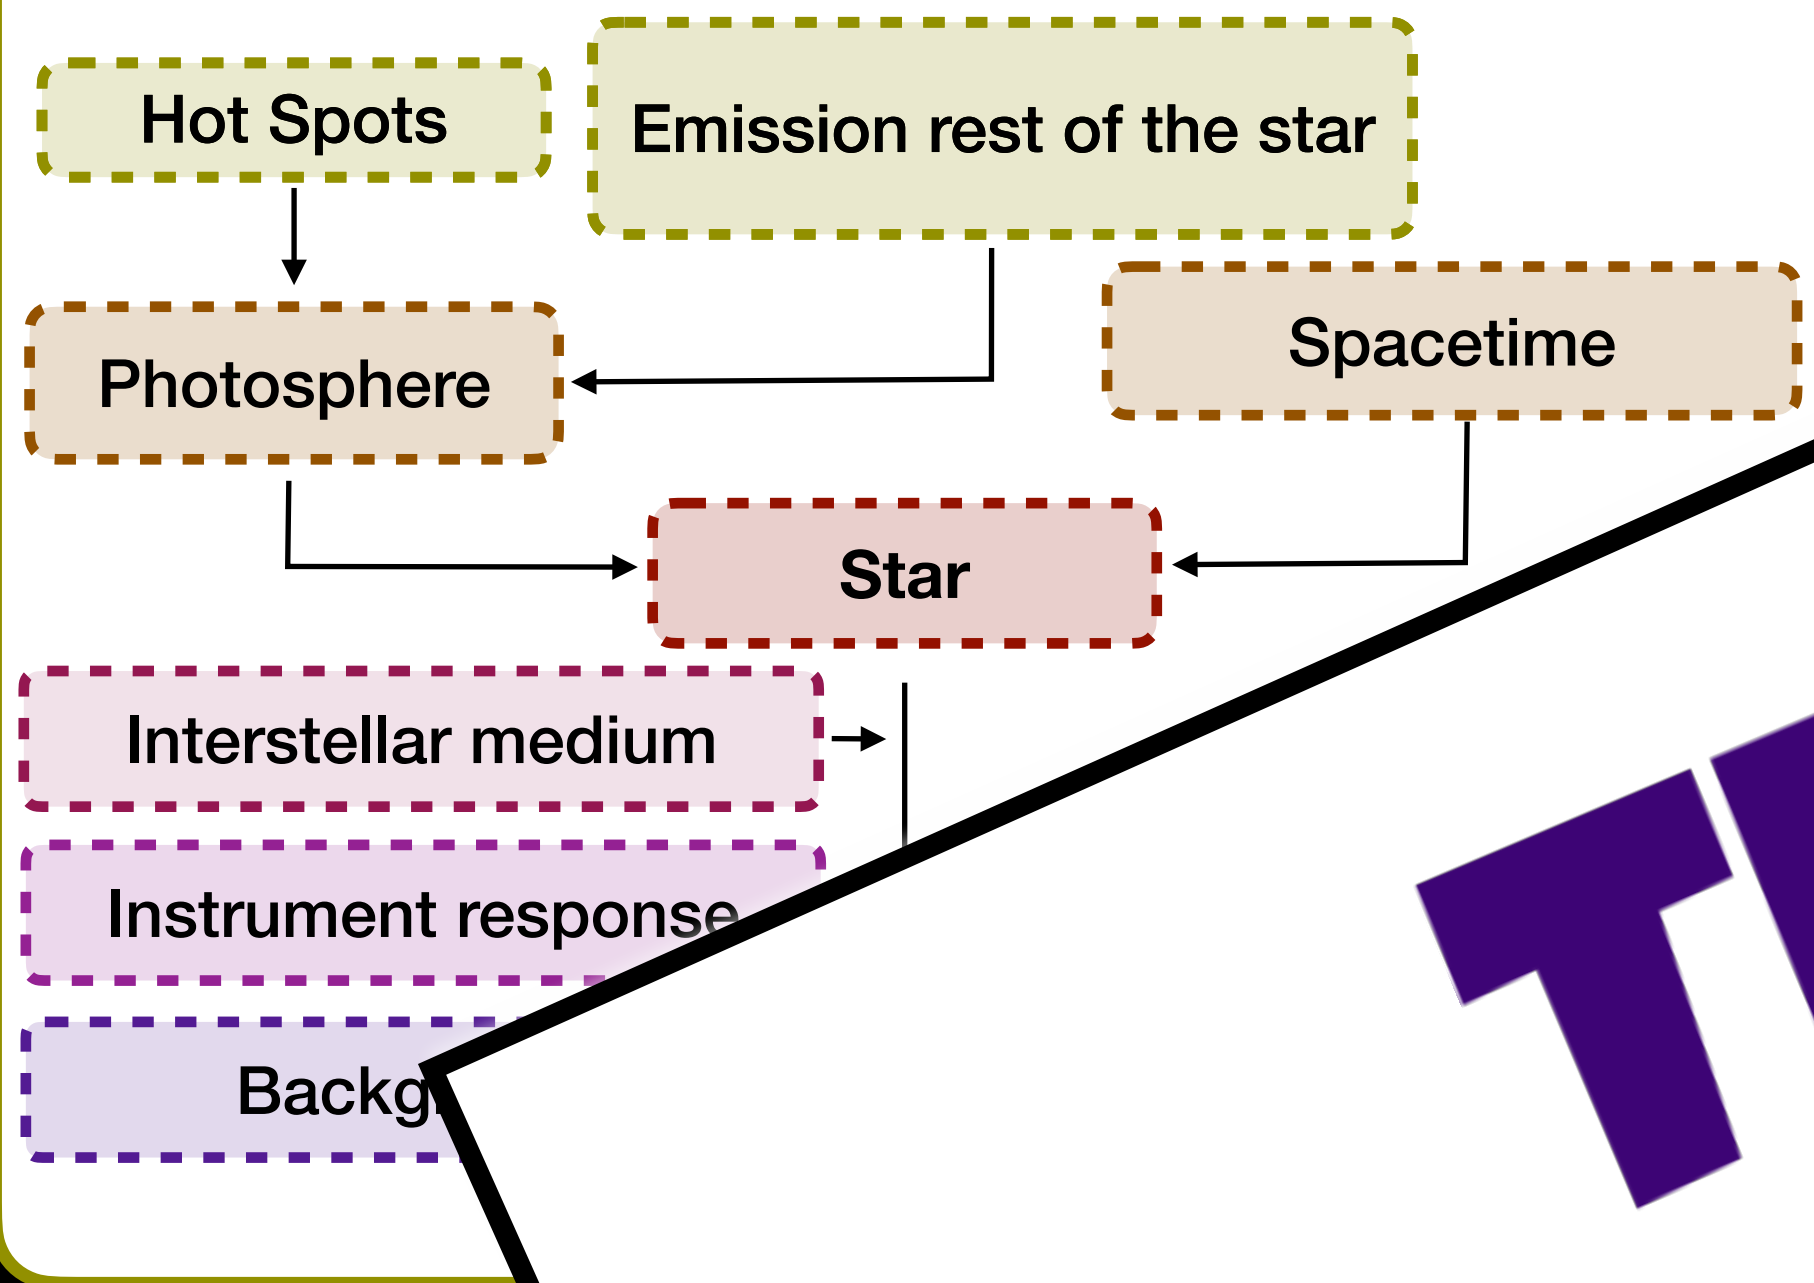 Hot Spots
Emission rest of the star
Photosphere
Spacetime
Star
Interstellar medium
Instrument response